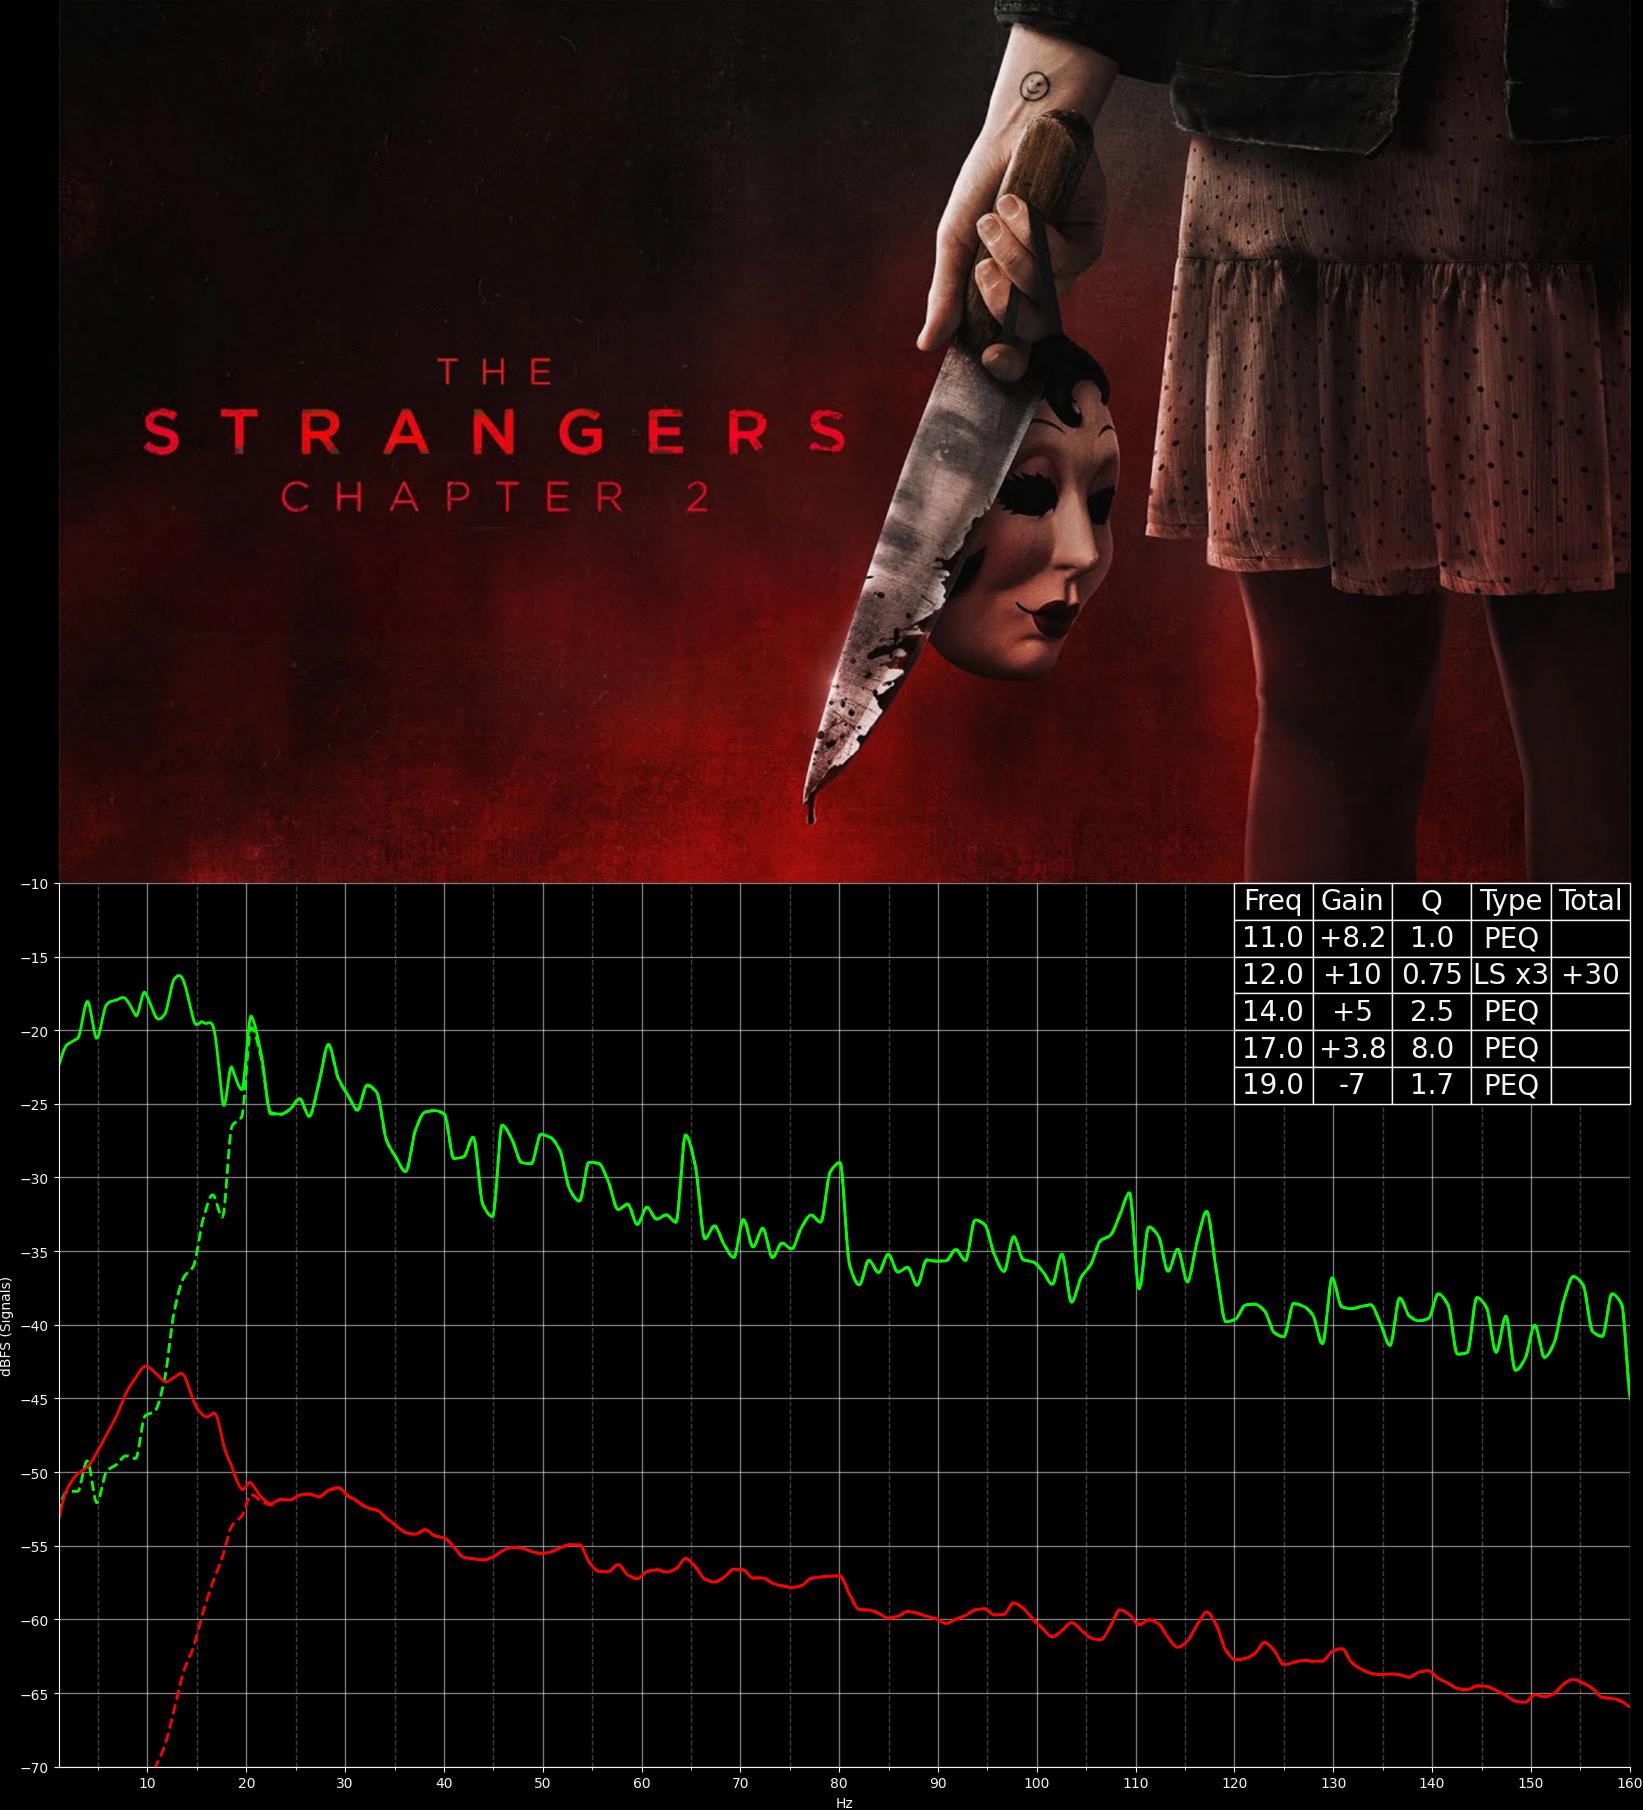 THE
STRANGERS
CHAPTER 2
Freq Gain Q Type Total
11.0 +8.2 1.0 PEQ
12.0 +10 0.75 LS x3 +30
14.0 +5 2.5 PEQ
17.0 +3.8 8.0 PEQ
19.0 -7 1.7 PEQ
−10
−15
−20
−25
−30
−35
−40
−45
−50
−55
−60
−65
−70
dBFS (Signals)
10 20 30 40 50 60 70 80 90 100 110 120 130 140 150 160
Hz